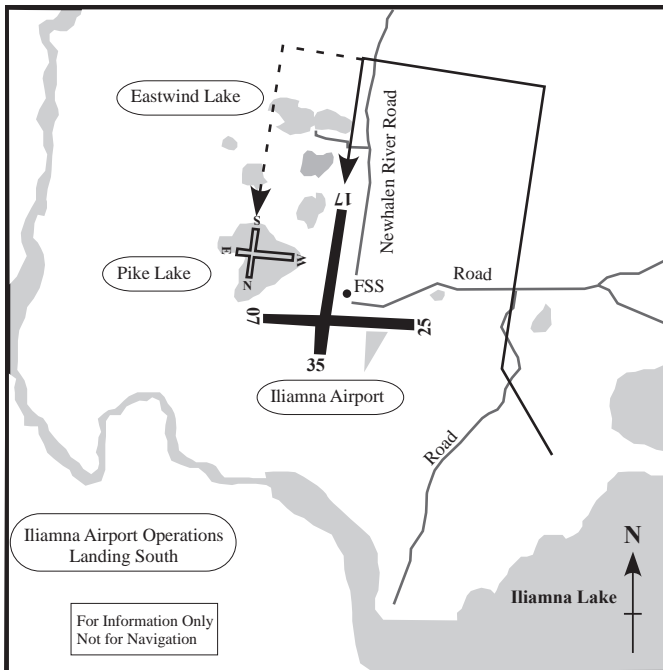 Eastwind Lake
Newhalen River Road
17
S
E
W
N
Pike Lake
FSS
Road
07
25
35
Iliamna Airport
Road
Iliamna Airport Operations
Landing South
N
Iliamna Lake
For Information Only
Not for Navigation